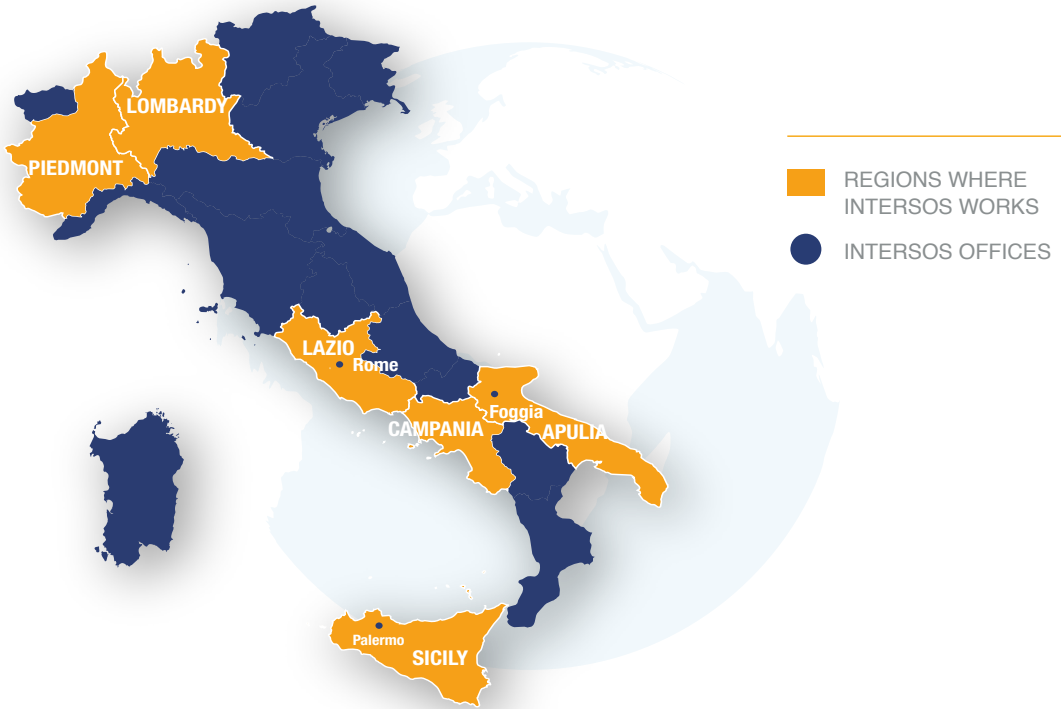 LOMBARDY
PIEDMONT
REGIONS WHERE
INTERSOS WORKS
INTERSOS OFFICES
LAZIO
Rome
Foggia
CAMPANIA
APULIA
Palermo
SICILY